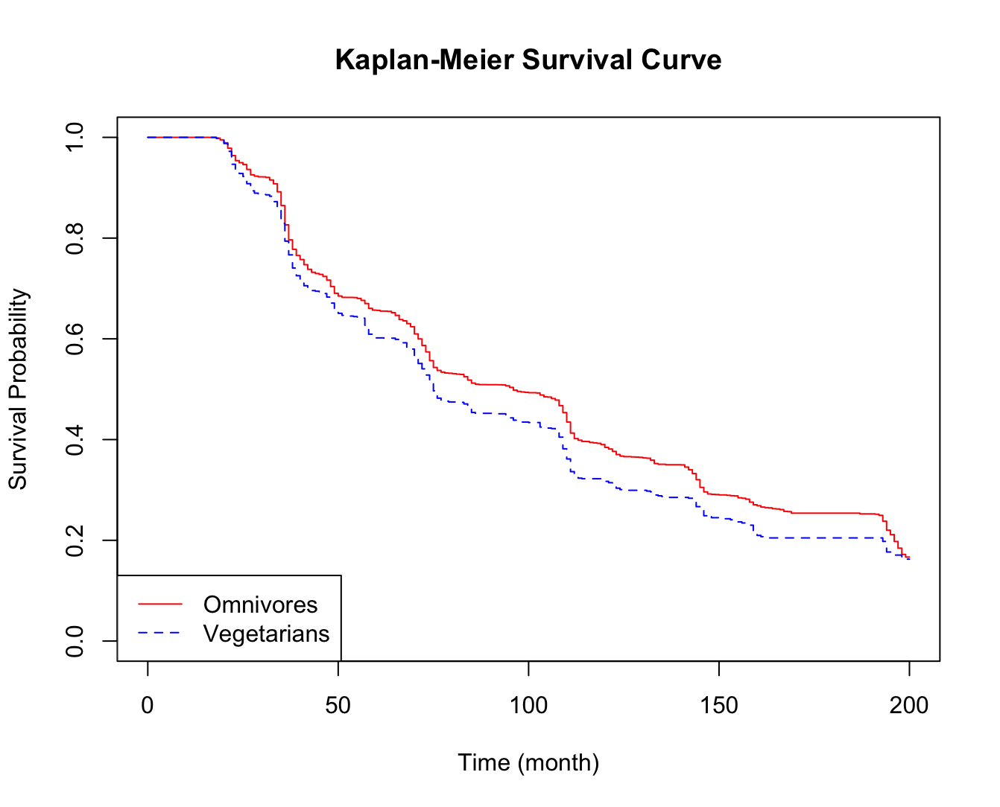 Kaplan-Meier Survival Curve
Survival Probability
1.0
0.8
0.6
0.4
0.2
0.0
Omnivores
Vegetarians
0 50 100 150 200
Time (month)